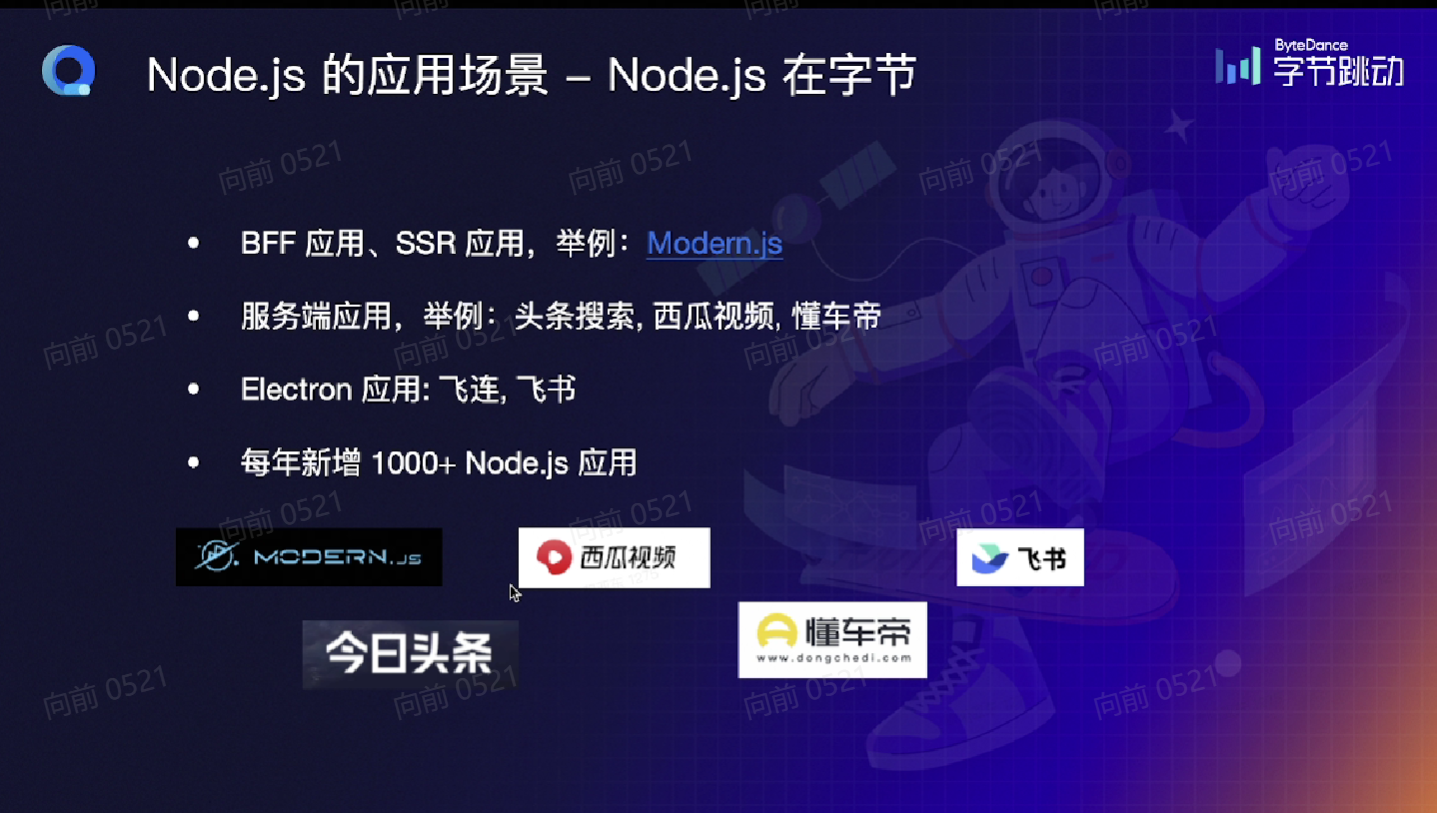 Node.js 的应用场景 – Node.js 在字节
ByteDance
字节跳动
BFF 应用、SSR 应用，举例：Modern.js
服务端应用，举例：头条搜索, 西瓜视频, 懂车帝
Electron 应用: 飞连, 飞书
每年新增 1000+ Node.js 应用
MODERN.JS
西瓜视频
飞书
今日头条
懂车帝
www.dongchedi.com
向前 0521